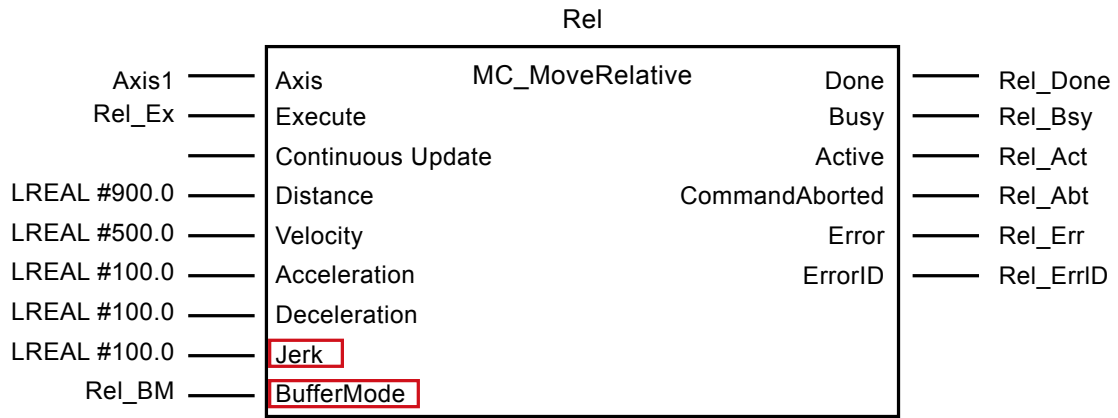 Rel
MC_MoveRelative
Axis1 Axis Done Rel_Done
Rel_Ex Execute Busy Rel_Bsy
Continuous Update Active Rel_Act
LREAL #900.0 Distance CommandAborted Rel_Abt
LREAL #500.0 Velocity Error Rel_Err
LREAL #100.0 Acceleration ErrorID Rel_ErrID
LREAL #100.0 Deceleration
LREAL #100.0 Jerk
Rel_BM BufferMode